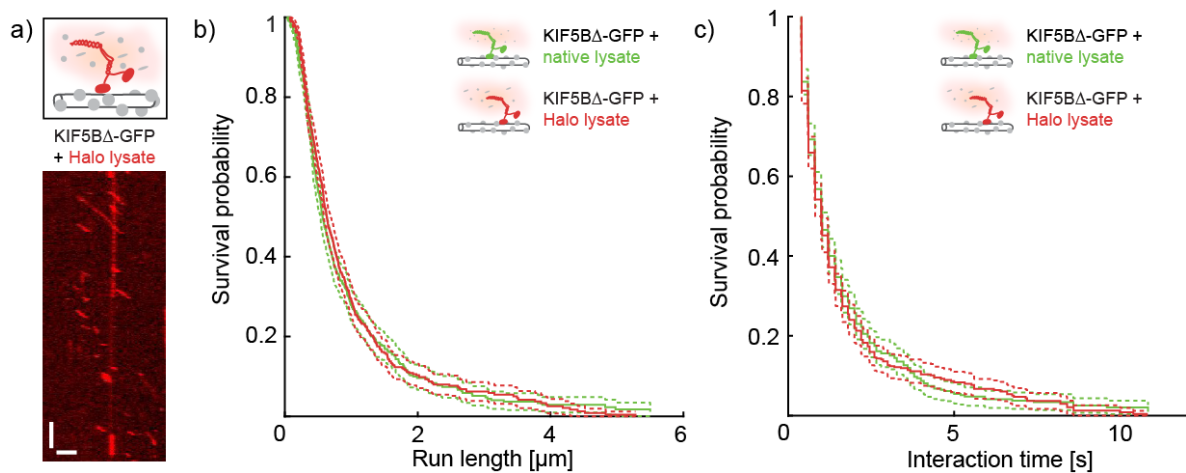 a)
KIF5BΔ-GFP
+ Halo lysate
b)
Survival probability
1
0.8
0.6
0.4
0.2
0
2
4
6
Run length [µm]
KIF5BΔ-GFP +
native lysate
KIF5BΔ-GFP +
Halo lysate
c)
Survival probability
1
0.8
0.6
0.4
0.2
0
5
10
Interaction time [s]
KIF5BΔ-GFP +
native lysate
KIF5BΔ-GFP +
Halo lysate